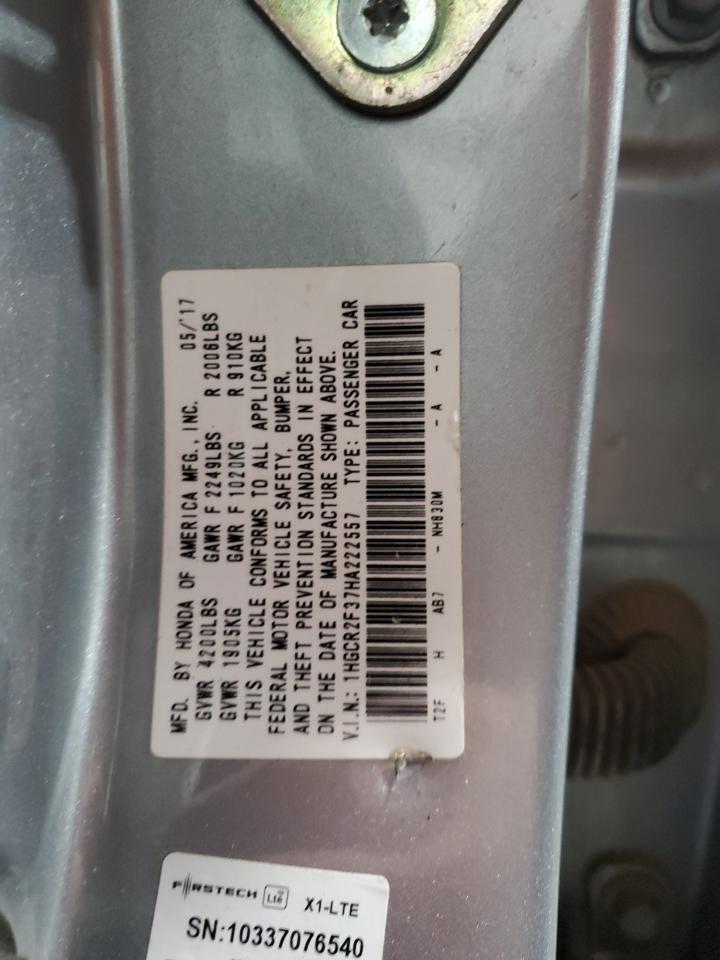 MFD. BY HONDA OF AMERICA MFG., INC. 05/'17
GVWR 4200LBS GAWR F 2249LBS R 2006LBS
GVWR 1905KG GAWR F 1020KG R 910KG
THIS VEHICLE CONFORMS TO ALL APPLICABLE
FEDERAL MOTOR VEHICLE SAFETY, BUMPER,
AND THEFT PREVENTION STANDARDS IN EFFECT
ON THE DATE OF MANUFACTURE SHOWN ABOVE.
V.I.N.: 1HGCR2F37HA222557 TYPE: PASSENGER CAR
T2F H AB7 - NH830M - A - A
FIRSTECH LTE X1-LTE
SN:10337076540